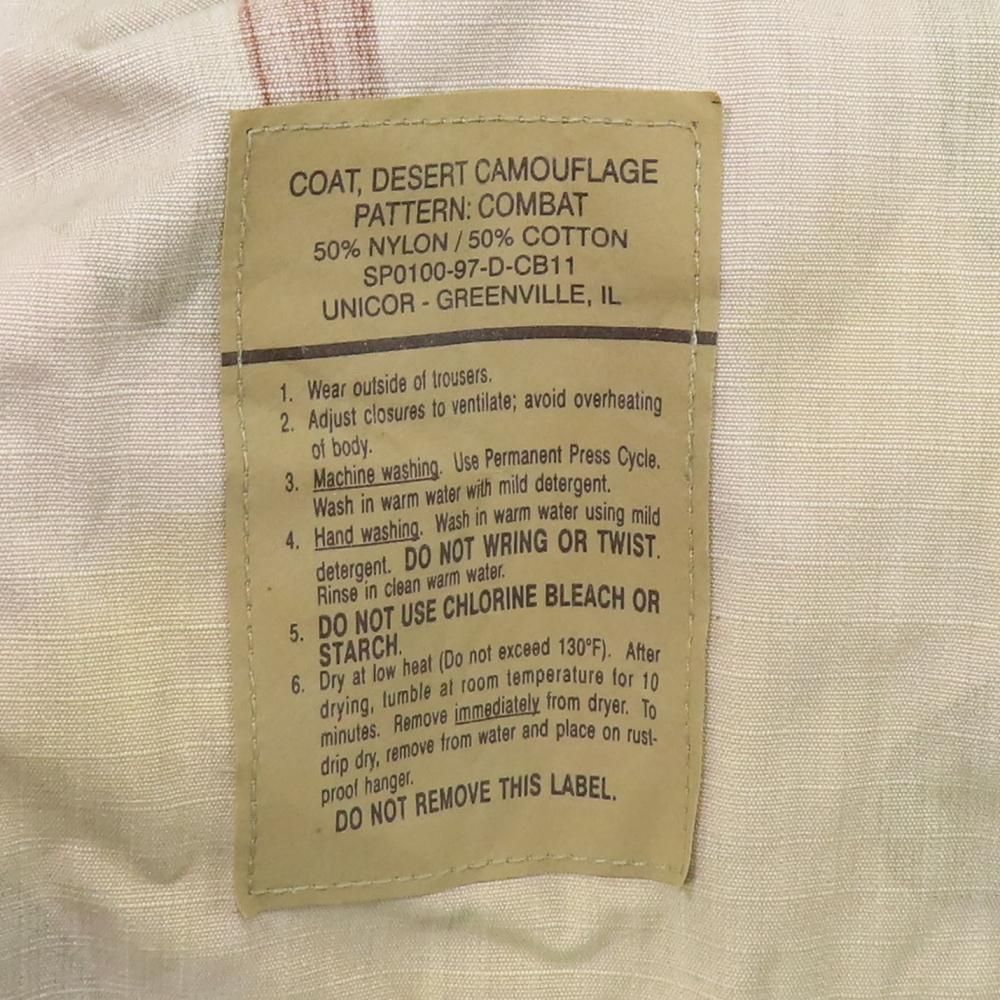 COAT, DESERT CAMOUFLAGE
PATTERN: COMBAT
50% NYLON / 50% COTTON
SP0100-97-D-CB11
UNICOR - GREENVILLE, IL
1. Wear outside of trousers.
2. Adjust closures to ventilate; avoid overheating
of body.
3. Machine washing. Use Permanent Press Cycle.
Wash in warm water with mild detergent.
4. Hand washing. Wash in warm water using mild
detergent. DO NOT WRING OR TWIST.
Rinse in clean warm water.
5. DO NOT USE CHLORINE BLEACH OR
STARCH.
6. Dry at low heat (Do not exceed 130°F). After
drying, tumble at room temperature for 10
minutes. Remove immediately from dryer. To
drip dry, remove from water and place on rust-
proof hanger.
DO NOT REMOVE THIS LABEL.